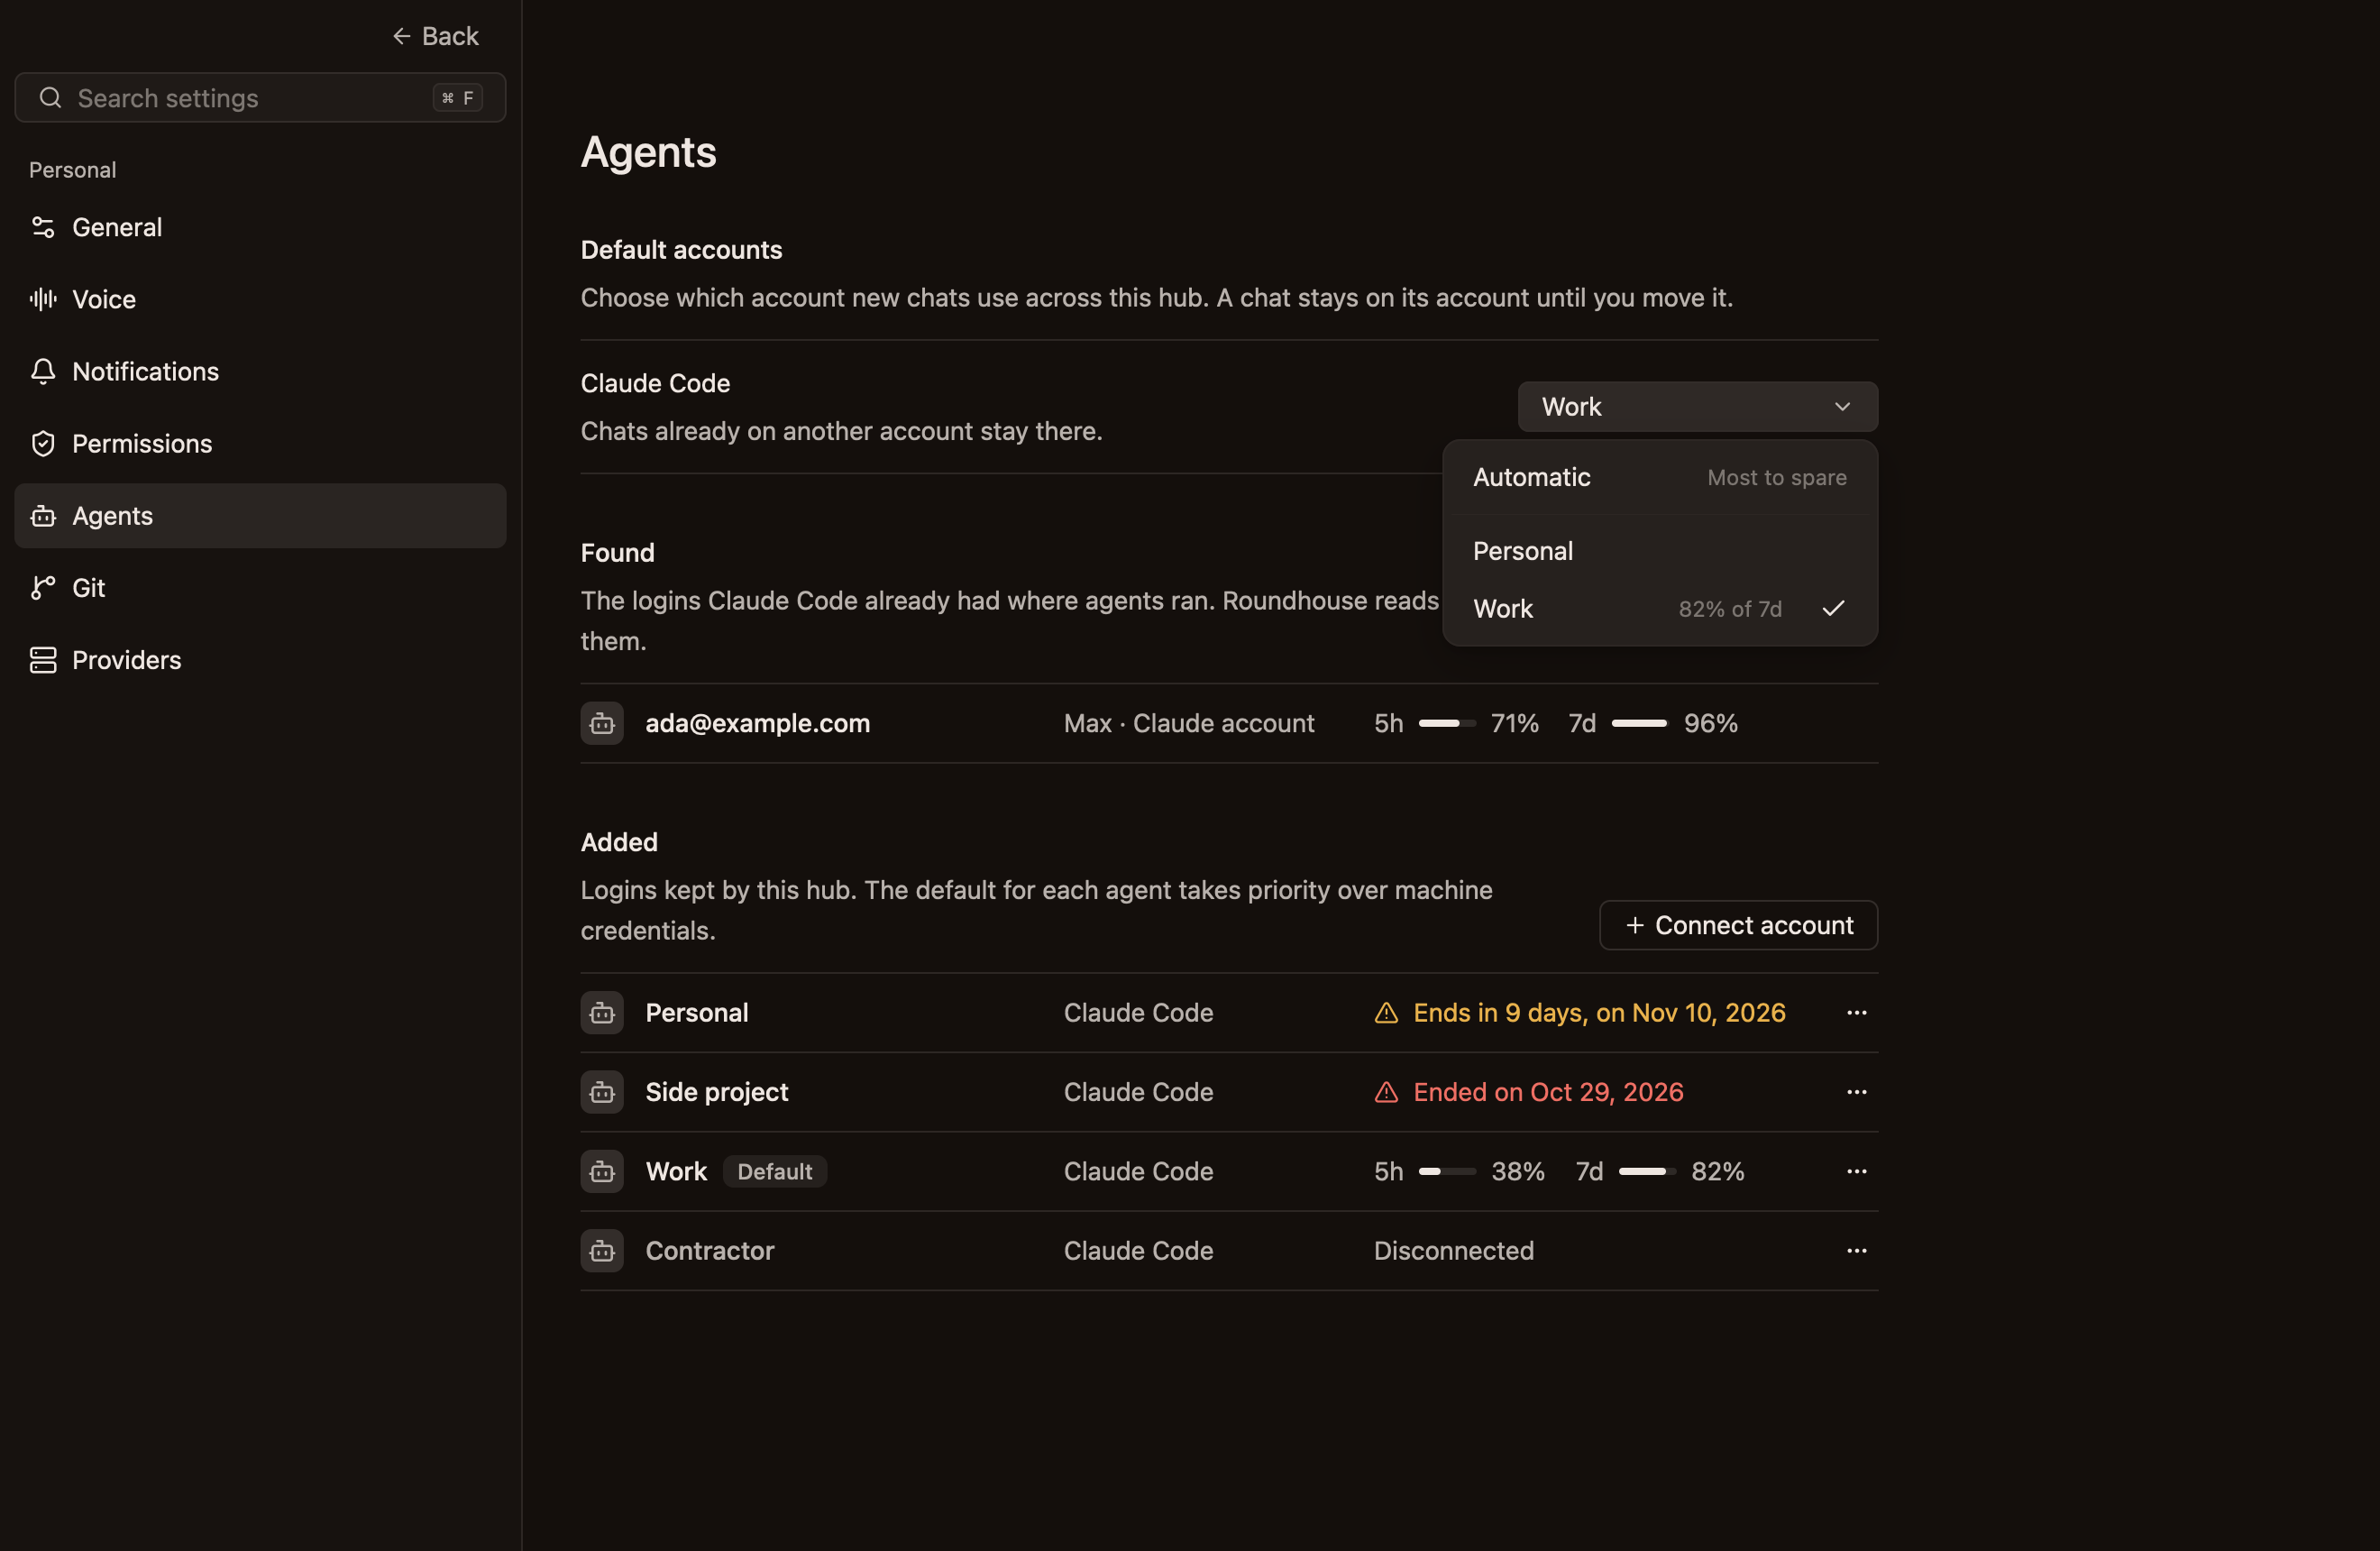 Back
Search settings
⌘ F
Personal
General
Voice
Notifications
Permissions
Agents
Git
Providers
Agents
Default accounts
Choose which account new chats use across this hub. A chat stays on its account until you move it.
Claude Code
Chats already on another account stay there.
Work
Automatic Most to spare
Personal
Work 82% of 7d
Found
The logins Claude Code already had where agents ran. Roundhouse reads
them.
ada@example.com Max · Claude account 5h 71% 7d 96%
Added
Logins kept by this hub. The default for each agent takes priority over machine
credentials.
+ Connect account
Personal Claude Code Ends in 9 days, on Nov 10, 2026
Side project Claude Code Ended on Oct 29, 2026
Work Default Claude Code 5h 38% 7d 82%
Contractor Claude Code Disconnected